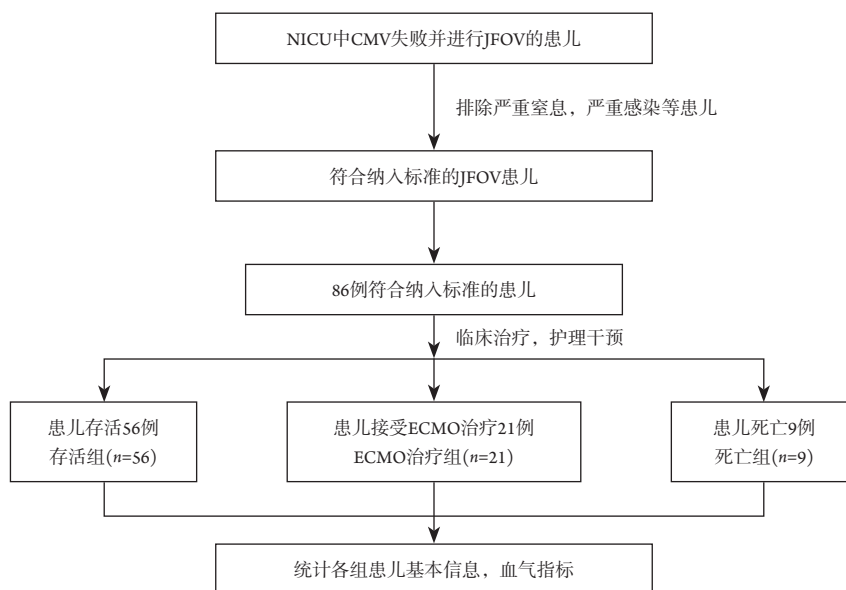 NICU中CMV失败并进行JFOV的患儿
排除严重窒息，严重感染等患儿
符合纳入标准的JFOV患儿
86例符合纳入标准的患儿
临床治疗，护理干预
患儿存活56例
存活组(n=56)
患儿接受ECMO治疗21例
ECMO治疗组(n=21)
患儿死亡9例
死亡组(n=9)
统计各组患儿基本信息，血气指标